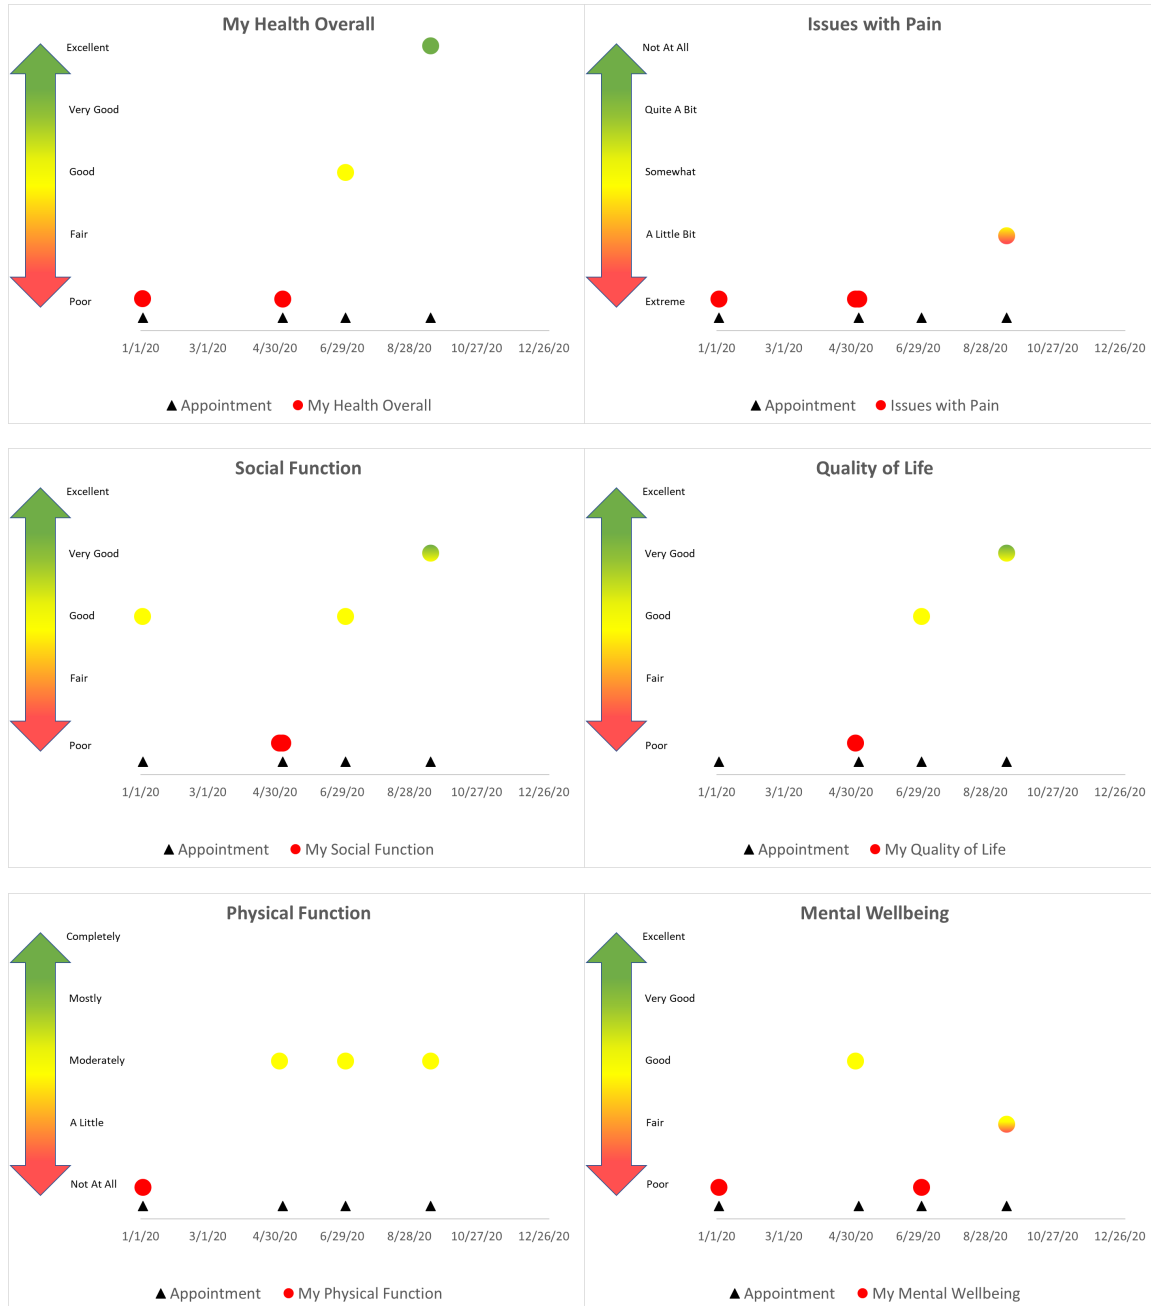 My Health Overall
Excellent
Very Good
Good
Fair
Poor
1/1/20 3/1/20 4/30/20 6/29/20 8/28/20 10/27/20 12/26/20
Appointment My Health Overall
Issues with Pain
Not At All
Quite A Bit
Somewhat
A Little Bit
Extreme
1/1/20 3/1/20 4/30/20 6/29/20 8/28/20 10/27/20 12/26/20
Appointment Issues with Pain
Social Function
Excellent
Very Good
Good
Fair
Poor
1/1/20 3/1/20 4/30/20 6/29/20 8/28/20 10/27/20 12/26/20
Appointment My Social Function
Quality of Life
Excellent
Very Good
Good
Fair
Poor
1/1/20 3/1/20 4/30/20 6/29/20 8/28/20 10/27/20 12/26/20
Appointment My Quality of Life
Physical Function
Completely
Mostly
Moderately
A Little
Not At All
1/1/20 3/1/20 4/30/20 6/29/20 8/28/20 10/27/20 12/26/20
Appointment My Physical Function
Mental Wellbeing
Excellent
Very Good
Good
Fair
Poor
1/1/20 3/1/20 4/30/20 6/29/20 8/28/20 10/27/20 12/26/20
Appointment My Mental Wellbeing